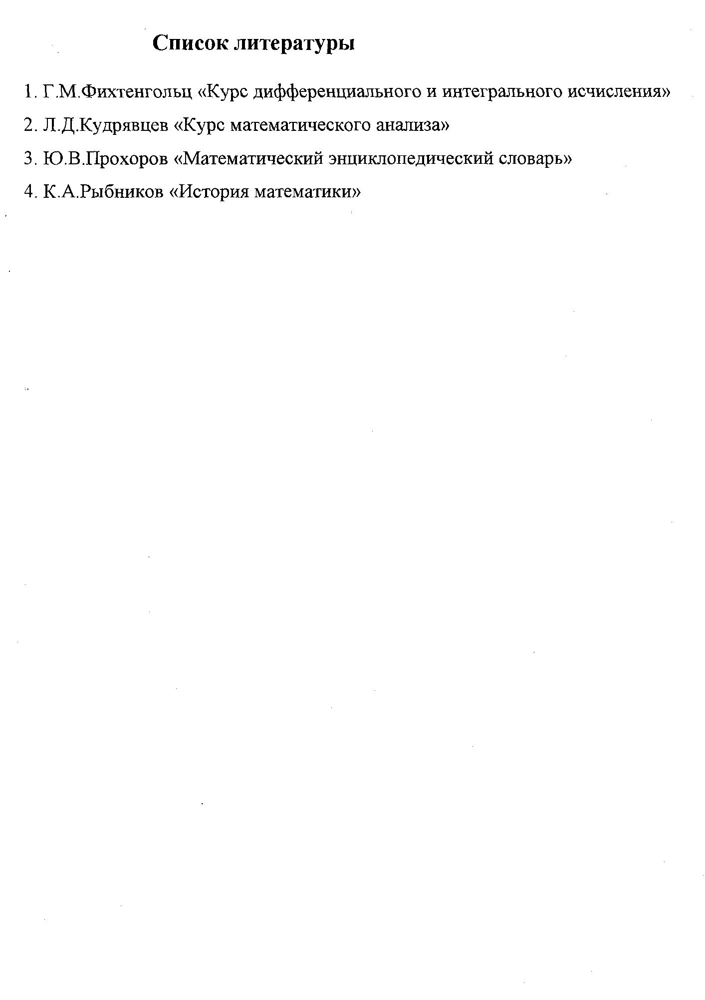 Список литературы
1. Г.М.Фихтенгольц «Курс дифференциального и интегрального исчисления»
2. Л.Д.Кудрявцев «Курс математического анализа»
3. Ю.В.Прохоров «Математический энциклопедический словарь»
4. К.А.Рыбников «История математики»